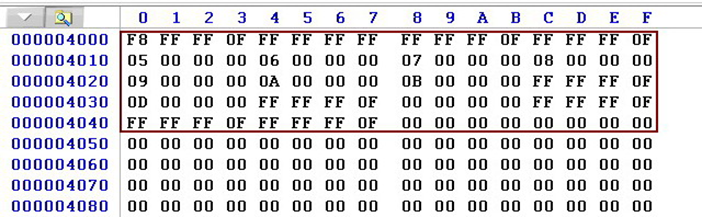 0 1 2 3 4 5 6 7 8 9 A B C D E F
000004000 F8 FF FF 0F FF FF FF FF FF FF FF 0F FF FF FF 0F
000004010 05 00 00 00 06 00 00 00 07 00 00 00 08 00 00 00
000004020 09 00 00 00 0A 00 00 00 0B 00 00 00 FF FF FF 0F
000004030 0D 00 00 00 FF FF FF 0F 00 00 00 00 FF FF FF 0F
000004040 FF FF FF 0F FF FF FF 0F 00 00 00 00 00 00 00 00
000004050 00 00 00 00 00 00 00 00 00 00 00 00 00 00 00 00
000004060 00 00 00 00 00 00 00 00 00 00 00 00 00 00 00 00
000004070 00 00 00 00 00 00 00 00 00 00 00 00 00 00 00 00
000004080 00 00 00 00 00 00 00 00 00 00 00 00 00 00 00 00